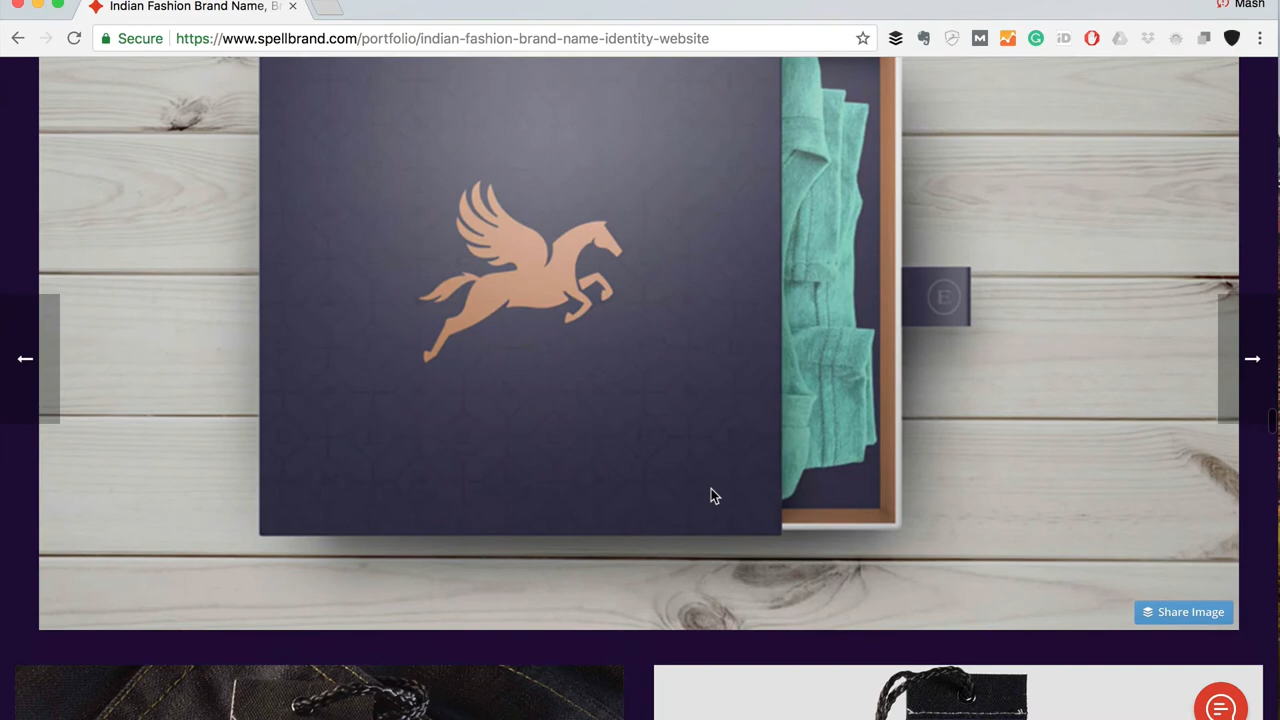 Indian Fashion Brand Name, Br
Mash
Secure https://www.spellbrand.com/portfolio/indian-fashion-brand-name-identity-website
E
Share Image